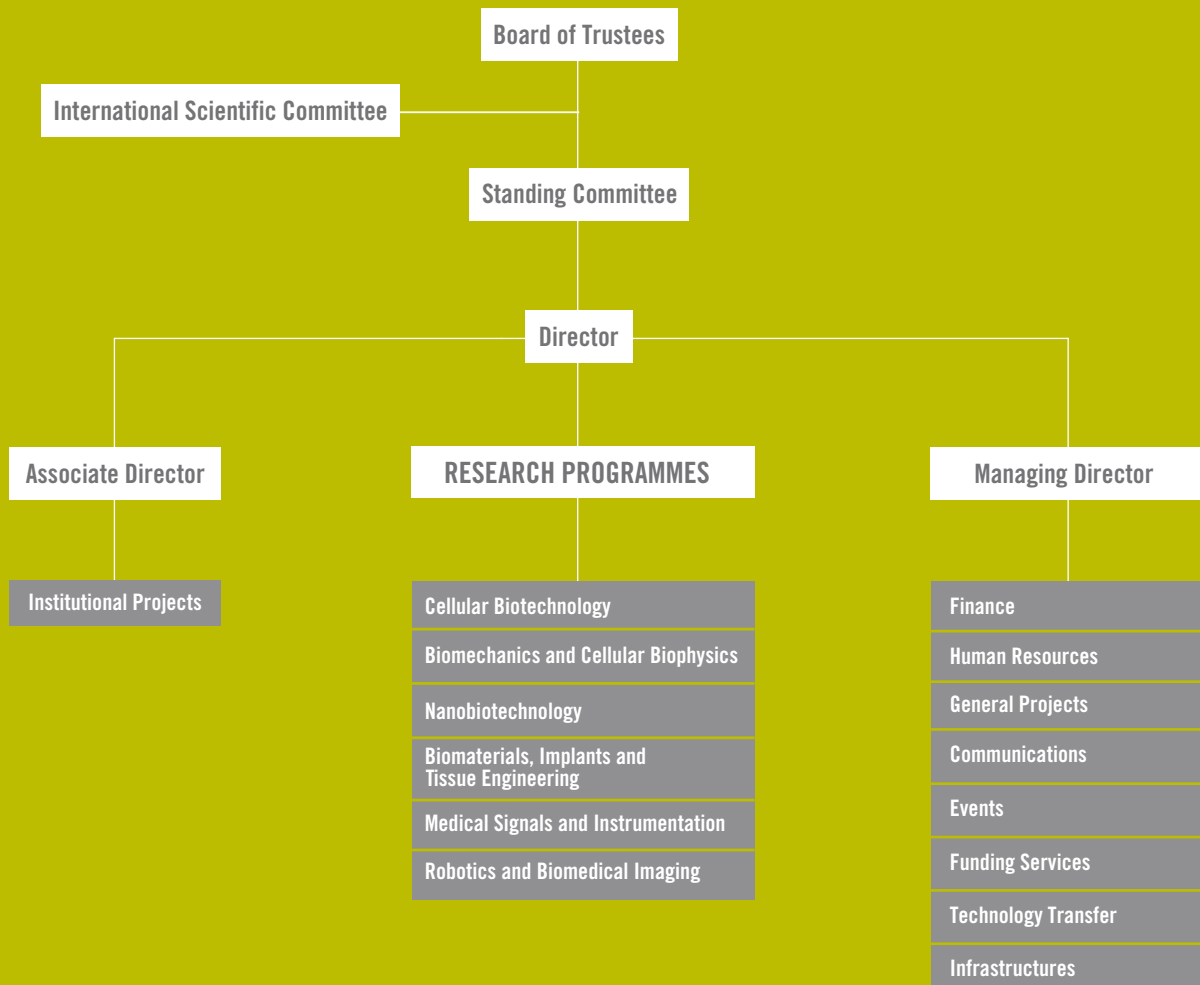 Board of Trustees
International Scientific Committee
Standing Committee
Director
Associate Director
RESEARCH PROGRAMMES
Managing Director
Institutional Projects
Cellular Biotechnology
Biomechanics and Cellular Biophysics
Nanobiotechnology
Biomaterials, Implants and
Tissue Engineering
Medical Signals and Instrumentation
Robotics and Biomedical Imaging
Finance
Human Resources
General Projects
Communications
Events
Funding Services
Technology Transfer
Infrastructures